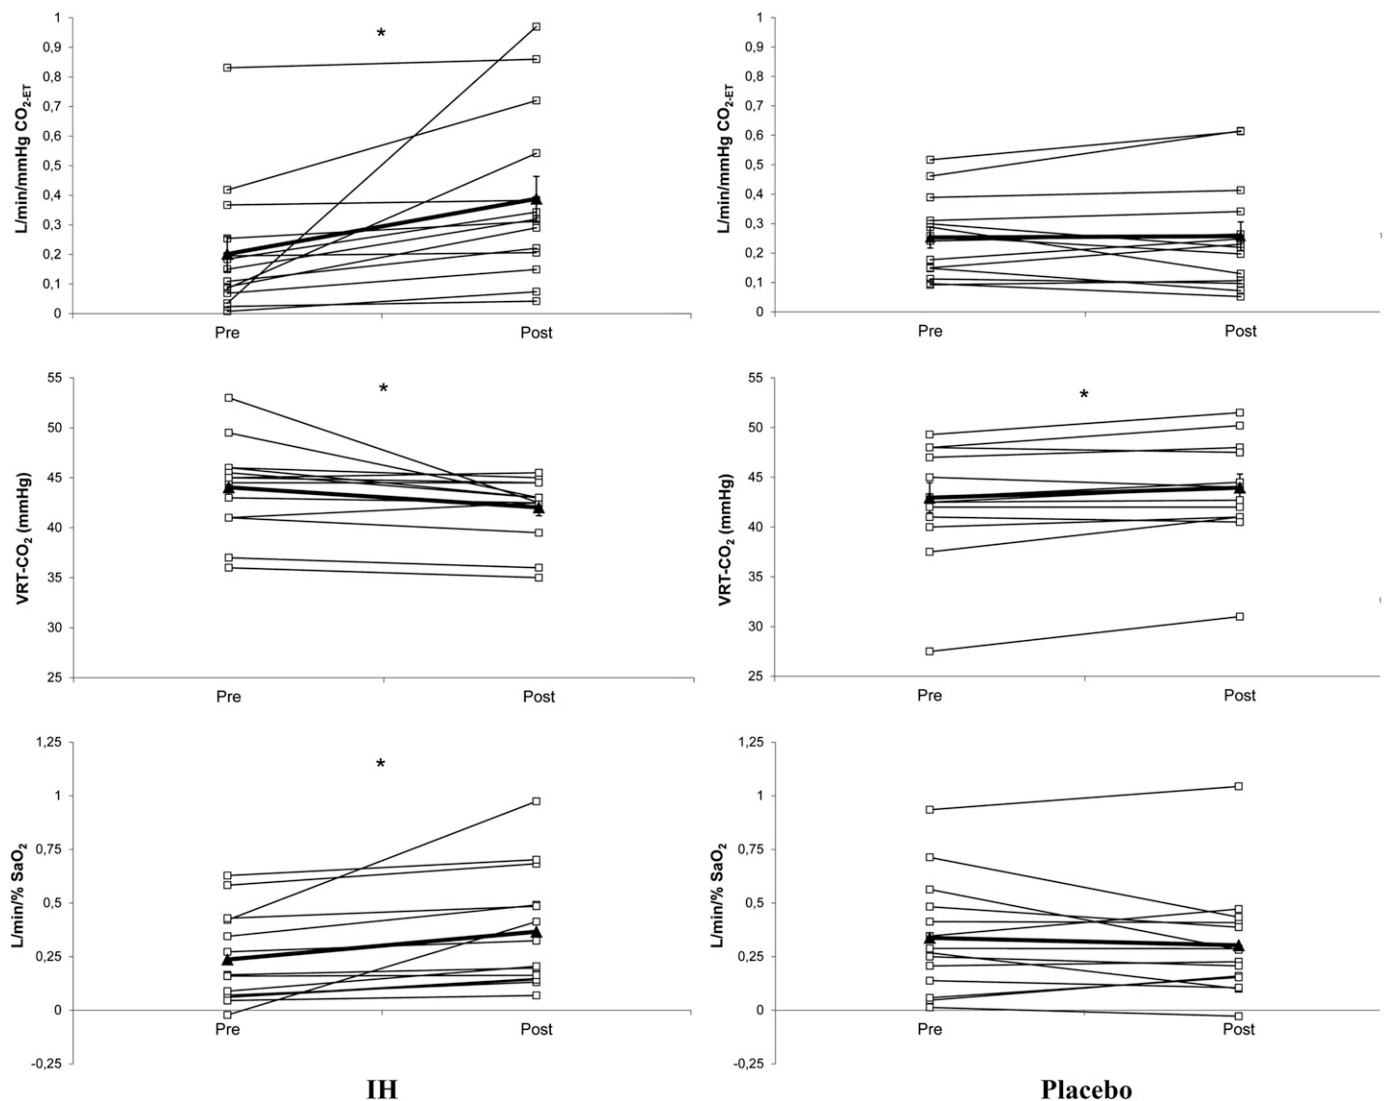 1
0,9
0,8
0,7
0,6
0,5
0,4
0,3
0,2
0,1
0
L/min/mmHg CO2-ET
*
Pre
Post
1
0,9
0,8
0,7
0,6
0,5
0,4
0,3
0,2
0,1
0
L/min/mmHg CO2-ET
Pre
Post
55
50
45
40
35
30
25
VRT-CO2 (mmHg)
*
Pre
Post
55
50
45
40
35
30
25
VRT-CO2 (mmHg)
*
Pre
Post
1,25
1
0,75
0,5
0,25
0
-0,25
L/min/% SaO2
*
Pre
Post
1,25
1
0,75
0,5
0,25
0
-0,25
L/min/% SaO2
Pre
Post
IH
Placebo